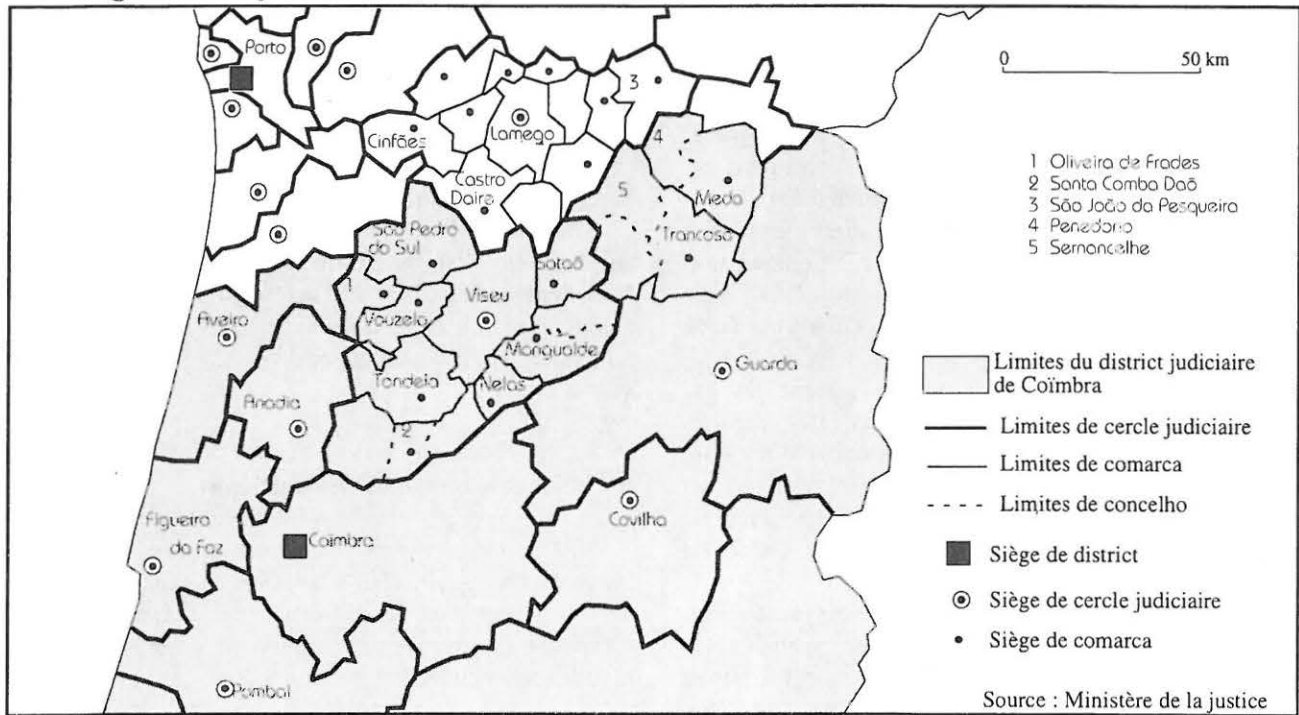 Porto
0 50 km
3
Cinfães
Lamego
4
1 Oliveira de Frades
2 Santa Comba Daõ
3 São João da Pesqueira
4 Penedono
5 Sernancelhe
Castro
Daire
5
Meda
São Pedro
do Sul
Trancosa
Sataõ
1
Viseu
Vouzela
Aveiro
Mangualde
Guarda
Limites du district judiciaire
de Coïmbra
Tondela
Nelas
Anadia
2
Limites de cercle judiciaire
Limites de comarca
Limites de concelho
Covilha
Figueira
da Foz
Coïmbra
Siège de district
Siège de cercle judiciaire
Siège de comarca
Pombal
Source : Ministère de la justice